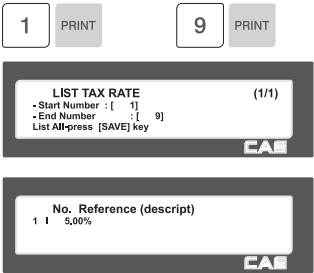 1 PRINT 9 PRINT
LIST TAX RATE (1/1)
- Start Number : [ 1]
- End Number : [ 9]
List All-press [SAVE] key
CAS
No. Reference (descript)
1 I 5.00%
CAS